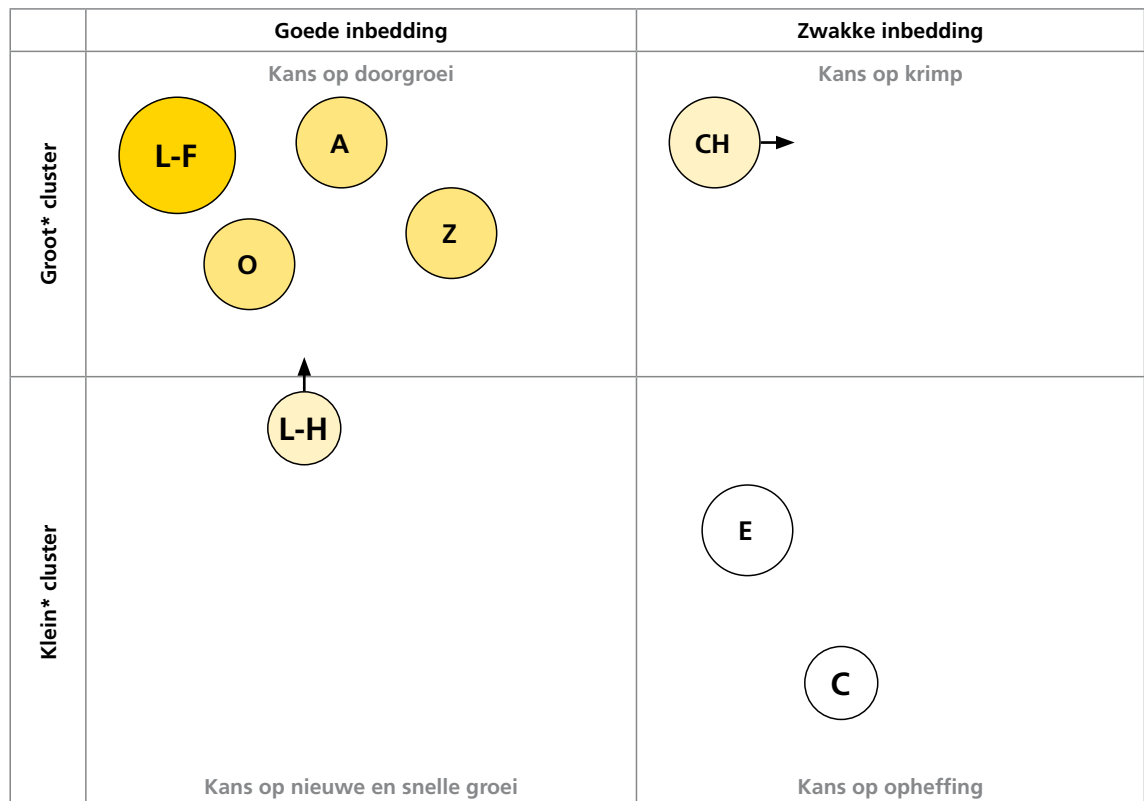 Goede inbedding
Zwakke inbedding
Groot* cluster
Kans op doorgroei
Kans op krimp
L-F
A
Z
O
CH
Klein* cluster
L-H
E
C
Kans op nieuwe en snelle groei
Kans op opheffing